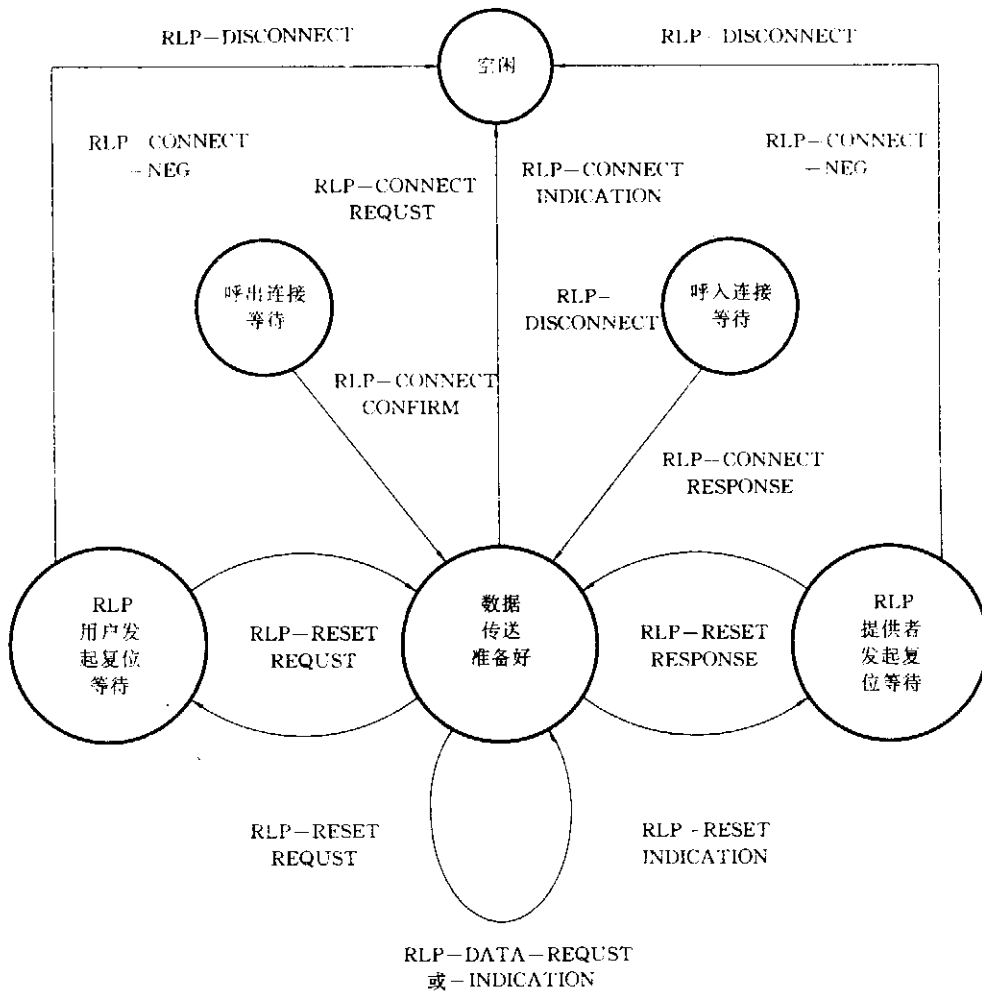 RLP-DISCONNECT
RLP- DISCONNECT
空闲
RLP-CONNECT
-NEG
RLP-CONNECT
REQUST
RLP-CONNECT
INDICATION
RLP-CONNECT
-NEG
呼出连接
等待
RLP-
DISCONNECT
呼入连接
等待
RLP-CONNECT
CONFIRM
RLP-CONNECT
RESPONSE
RLP
用户发
起复位
等待
RLP-RESET
REQUST
数据
传送
准备好
RLP-RESET
RESPONSE
RLP
提供者
发起复
位等待
RLP-RESET
REQUST
RLP-RESET
INDICATION
RLP-DATA-REQUST
或-INDICATION